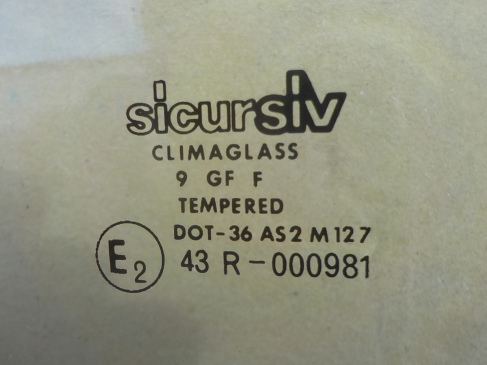 sicursiv
CLIMAGLASS
9 GF F
TEMPERED
DOT-36 AS2 M127
E2 43 R-000981